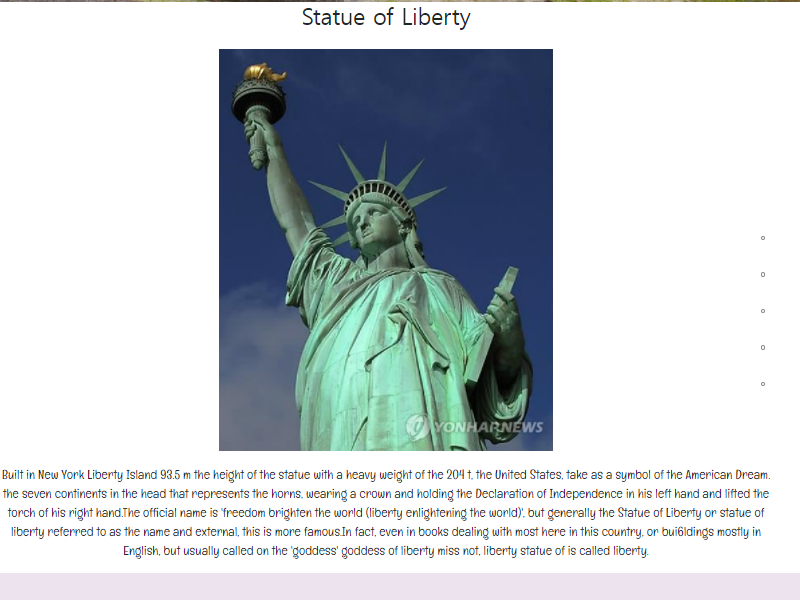 Statue of Liberty
YONHAPNEWS
Built in New York Liberty Island 93.5 m the height of the statue with a heavy weight of the 204 t, the United States, take as a symbol of the American Dream.
the seven continents in the head that represents the horns, wearing a crown and holding the Declaration of Independence in his left hand and lifted the
torch of his right hand.The official name is 'freedom brighten the world (liberty enlightening the world)', but generally the Statue of Liberty or statue of
liberty referred to as the name and external, this is more famous.In fact, even in books dealing with most here in this country, or bui6ldings mostly in
English, but usually called on the 'goddess' goddess of liberty miss not, liberty statue of is called liberty.